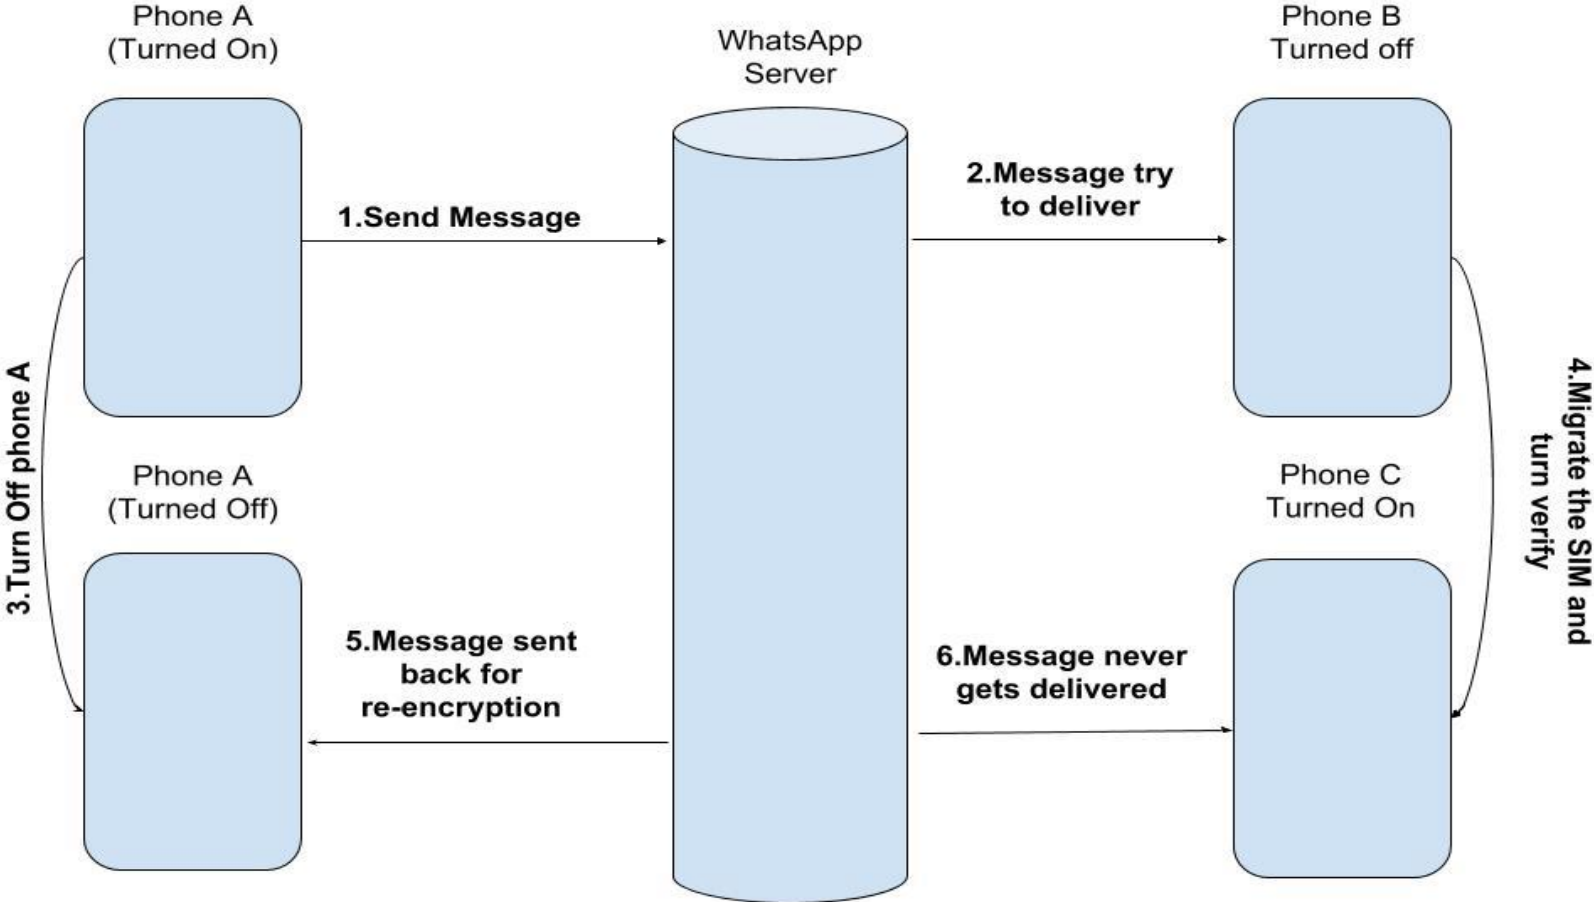 Phone A
(Turned On)
WhatsApp
Server
Phone B
Turned off
1.Send Message
2.Message try
to deliver
3.Turn Off phone A
4.Migrate the SIM and
turn verify
Phone A
(Turned Off)
Phone C
Turned On
5.Message sent
back for
re-encryption
6.Message never
gets delivered